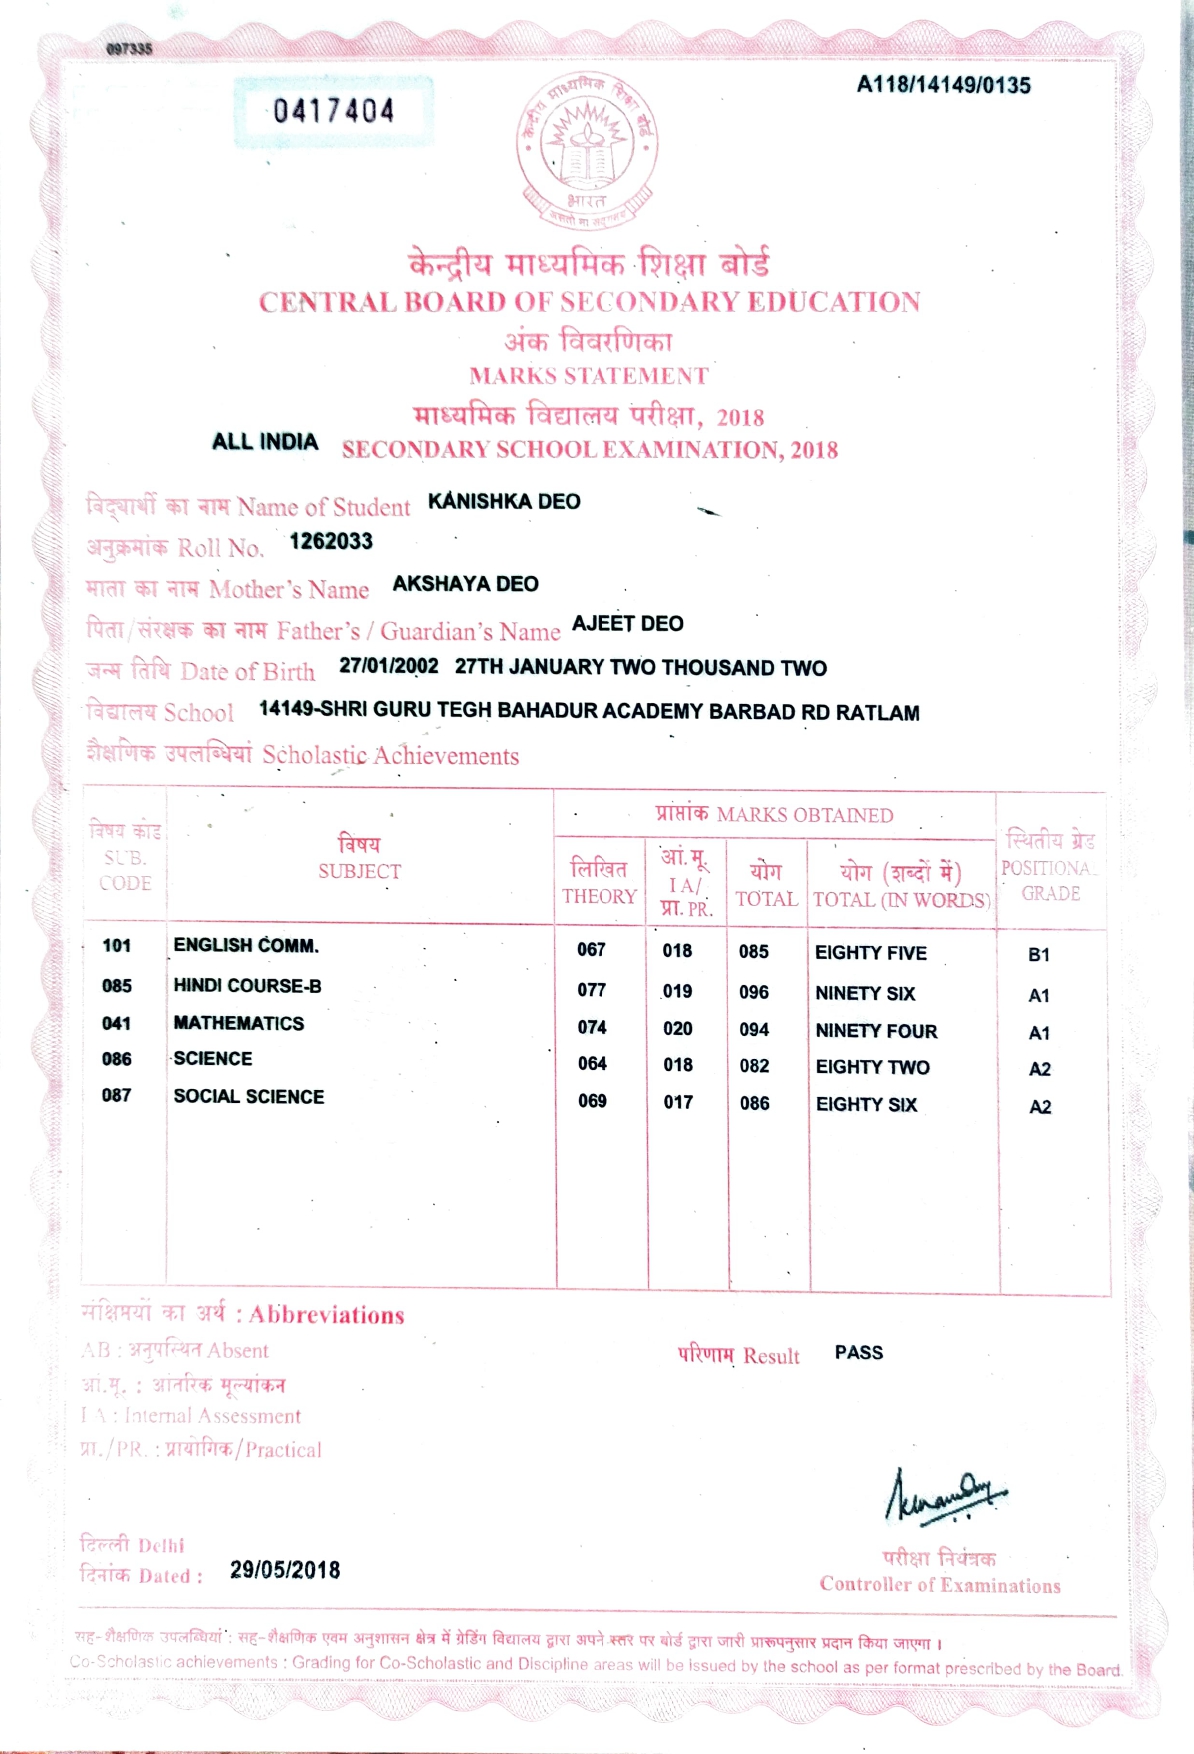 097335
0417404
A118/14149/0135
केन्द्रीय माध्यमिक शिक्षा बोर्ड
भारत
असतो मा सद्गमय
केन्द्रीय माध्यमिक शिक्षा बोर्ड
CENTRAL BOARD OF SECONDARY EDUCATION
अंक विवरणिका
MARKS STATEMENT
माध्यमिक विद्यालय परीक्षा, 2018
ALL INDIA SECONDARY SCHOOL EXAMINATION, 2018
विद्यार्थी का नाम Name of Student KANISHKA DEO
अनुक्रमांक Roll No. 1262033
माता का नाम Mother's Name AKSHAYA DEO
पिता/संरक्षक का नाम Father's / Guardian's Name AJEET DEO
जन्म तिथि Date of Birth 27/01/2002 27TH JANUARY TWO THOUSAND TWO
विद्यालय School 14149-SHRI GURU TEGH BAHADUR ACADEMY BARBAD RD RATLAM
शैक्षणिक उपलब्धियां Scholastic Achievements
विषय कोड SUB. CODE विषय SUBJECT प्राप्तांक MARKS OBTAINED स्थितीय ग्रेड POSITIONAL GRADE
लिखित THEORY आं.मू. I A/ प्रा. PR. योग TOTAL योग (शब्दों में) TOTAL (IN WORDS)
101 ENGLISH COMM. 067 018 085 EIGHTY FIVE B1
085 HINDI COURSE-B 077 019 096 NINETY SIX A1
041 MATHEMATICS 074 020 094 NINETY FOUR A1
086 SCIENCE 064 018 082 EIGHTY TWO A2
087 SOCIAL SCIENCE 069 017 086 EIGHTY SIX A2
संक्षिप्तियों का अर्थ : Abbreviations
AB : अनुपस्थित Absent
परिणाम Result PASS
आं.मू. : आंतरिक मूल्यांकन
I A : Internal Assessment
प्रा./PR. : प्रायोगिक/Practical
दिल्ली Delhi
दिनांक Dated : 29/05/2018
परीक्षा नियंत्रक
Controller of Examinations
सह-शैक्षणिक उपलब्धियां : सह-शैक्षणिक एवम अनुशासन क्षेत्र में ग्रेडिंग विद्यालय द्वारा अपने स्तर पर बोर्ड द्वारा जारी प्रारूपनुसार प्रदान किया जाएगा ।
Co-Scholastic achievements : Grading for Co-Scholastic and Discipline areas will be issued by the school as per format prescribed by the Board.